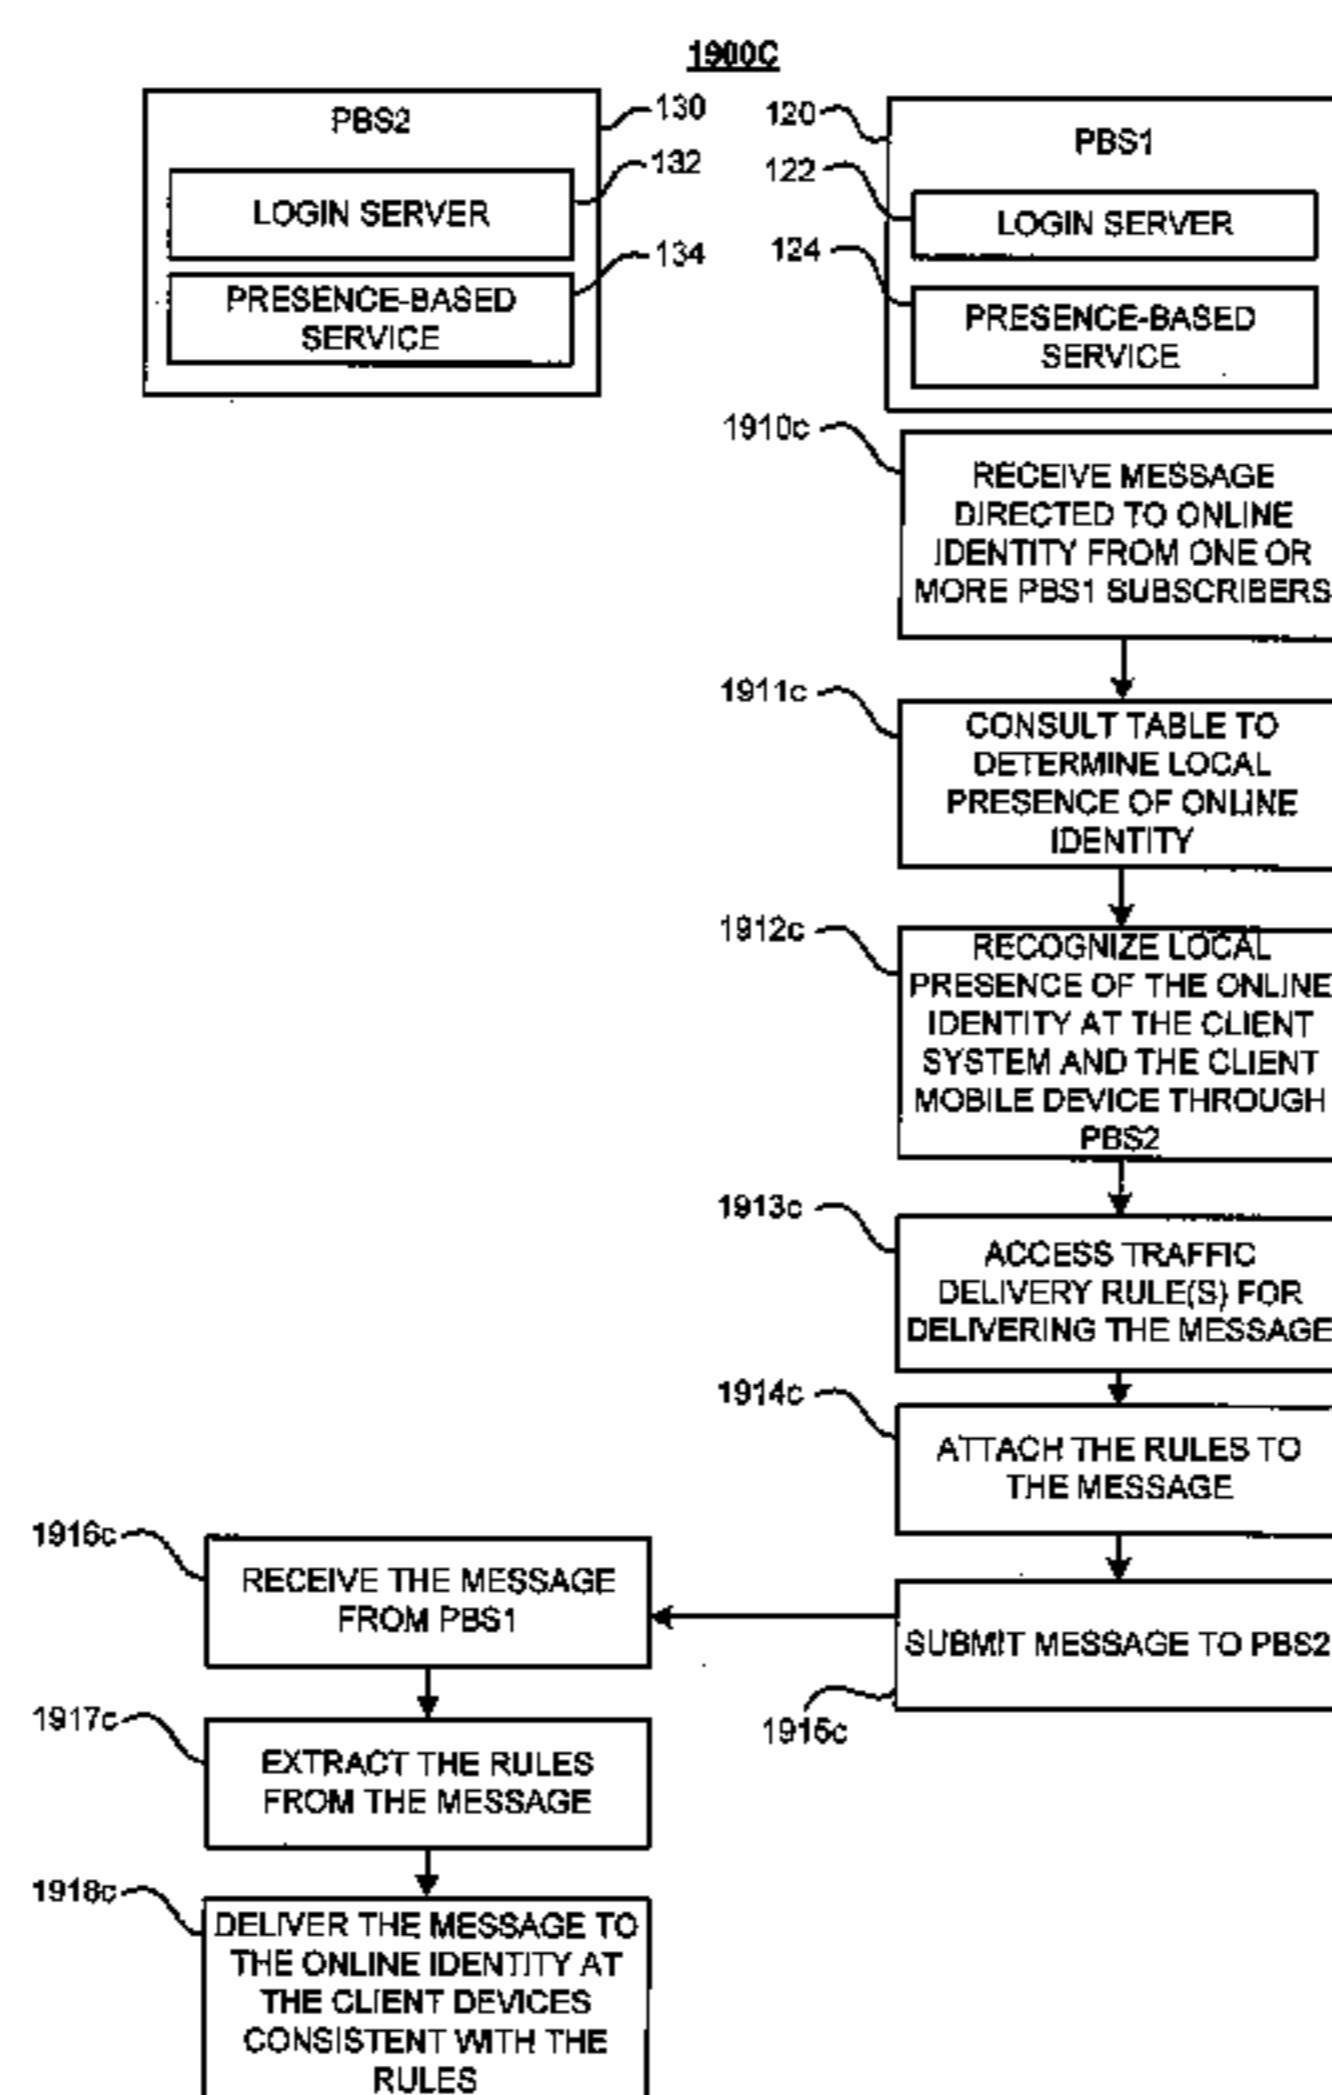 1900C
PBS2
130
LOGIN SERVER
132
PRESENCE-BASED
SERVICE
134
120
PBS1
122
LOGIN SERVER
124
PRESENCE-BASED
SERVICE
1910c
RECEIVE MESSAGE
DIRECTED TO ONLINE
IDENTITY FROM ONE OR
MORE PBS1 SUBSCRIBERS
1911c
CONSULT TABLE TO
DETERMINE LOCAL
PRESENCE OF ONLINE
IDENTITY
1912c
RECOGNIZE LOCAL
PRESENCE OF THE ONLINE
IDENTITY AT THE CLIENT
SYSTEM AND THE CLIENT
MOBILE DEVICE THROUGH
PBS2
1913c
ACCESS TRAFFIC
DELIVERY RULE(S) FOR
DELIVERING THE MESSAGE
1914c
ATTACH THE RULES TO
THE MESSAGE
SUBMIT MESSAGE TO PBS2
1915c
1916c
RECEIVE THE MESSAGE
FROM PBS1
1917c
EXTRACT THE RULES
FROM THE MESSAGE
1918c
DELIVER THE MESSAGE TO
THE ONLINE IDENTITY AT
THE CLIENT DEVICES
CONSISTENT WITH THE
RULES